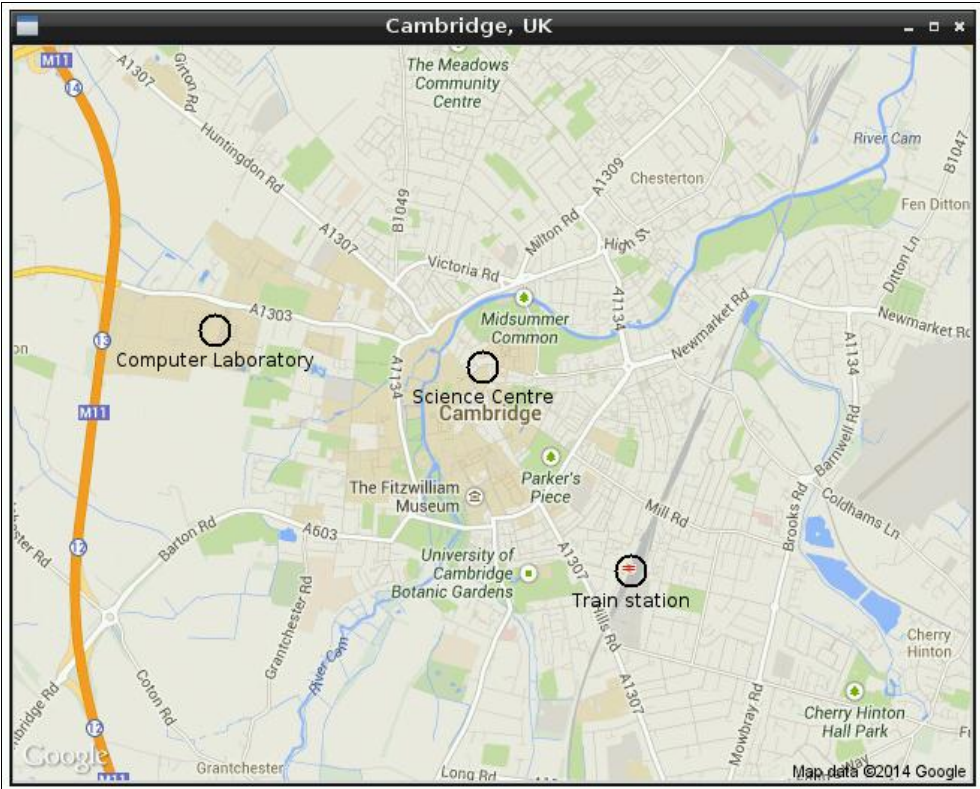 Cambridge, UK
M11
A1307
Girton Rd
The Meadows
Community
Centre
14
River Cam
B1047
Huntingdon Rd
A1309
Chesterton
B1049
Fen Ditton
A1307
Milton Rd
High St
Ditton Ln
Victoria Rd
A1303
A1134
Midsummer
Common
Newmarket Rd
Newmarket Rd
13
on
Computer Laboratory
A1134
A1134
Science Centre
Cambridge
M11
Barnwell Rd
Parker's
Piece
The Fitzwilliam
Museum
Mill Rd
Brooks Rd
Coldhams Ln
Barton Rd
A603
12
University of
Cambridge
Botanic Gardens
A1307
Train station
Hills Rd
Grantchester Rd
Cherry
Hinton
River Cam
Coton Rd
A1307
Mowbray Rd
Cherry Hinton
Hall Park
12
Google
Grantchester
Long Rd
M11
Map data ©2014 Google